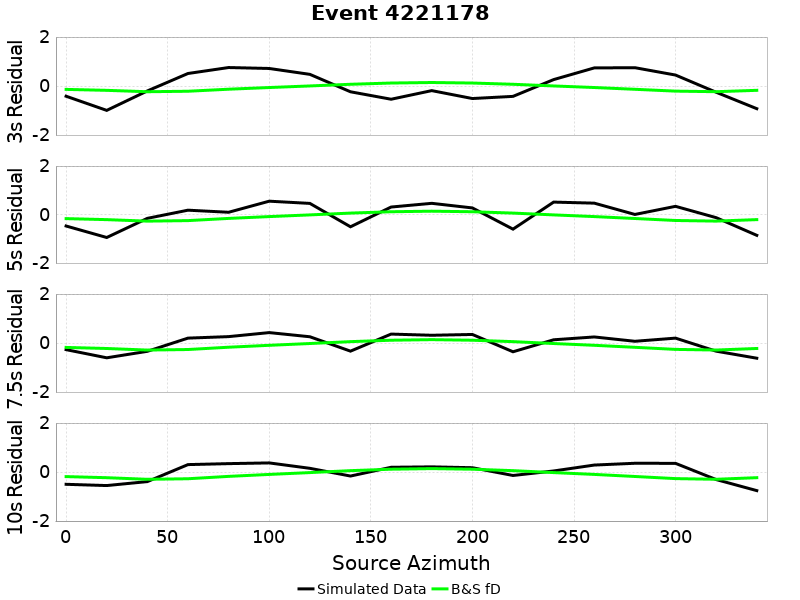 Event 4221178
3s Residual
2
0
-2
5s Residual
2
0
-2
7.5s Residual
2
0
-2
10s Residual
2
0
-2
0 50 100 150 200 250 300
Source Azimuth
Simulated Data B&S fD